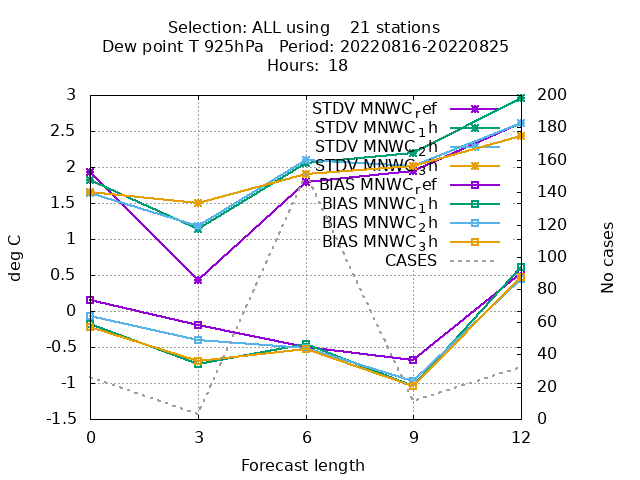 Selection: ALL using    21 stations
Dew point T 925hPa   Period: 20220816-20220825
Hours: 18
deg C
3
2.5
2
1.5
1
0.5
0
-0.5
-1
-1.5
STDV MNWC_ref
STDV MNWC_1h
STDV MNWC_2h
STDV MNWC_3h
BIAS MNWC_ref
BIAS MNWC_1h
BIAS MNWC_2h
BIAS MNWC_3h
CASES
200
180
160
140
120
100
80
60
40
20
0
No cases
0 3 6 9 12
Forecast length